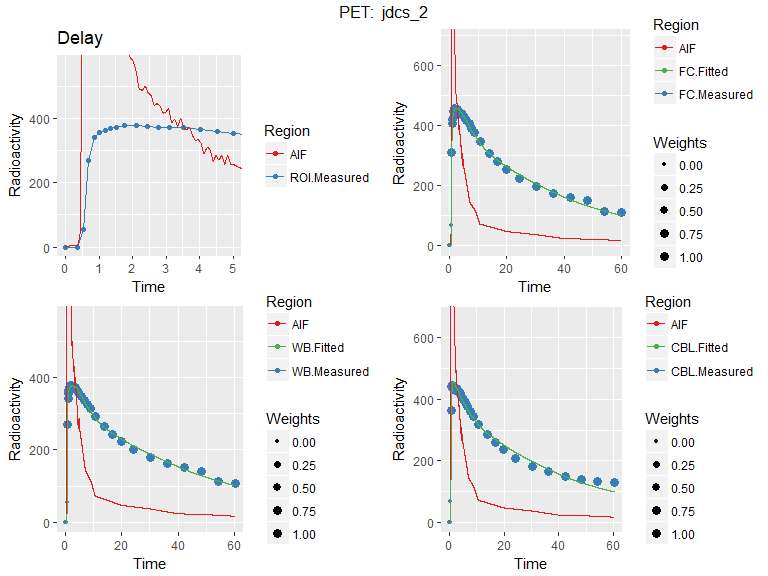 PET: jdcs_2
Delay
Radioactivity
400
200
0
0
1
2
3
4
5
Time
Region
AIF
ROI.Measured
Radioactivity
600
400
200
0
0
20
40
60
Time
Region
AIF
FC.Fitted
FC.Measured
Weights
0.00
0.25
0.50
0.75
1.00
Radioactivity
400
200
0
0
20
40
60
Time
Region
AIF
WB.Fitted
WB.Measured
Weights
0.00
0.25
0.50
0.75
1.00
Radioactivity
600
400
200
0
0
20
40
60
Time
Region
AIF
CBL.Fitted
CBL.Measured
Weights
0.00
0.25
0.50
0.75
1.00